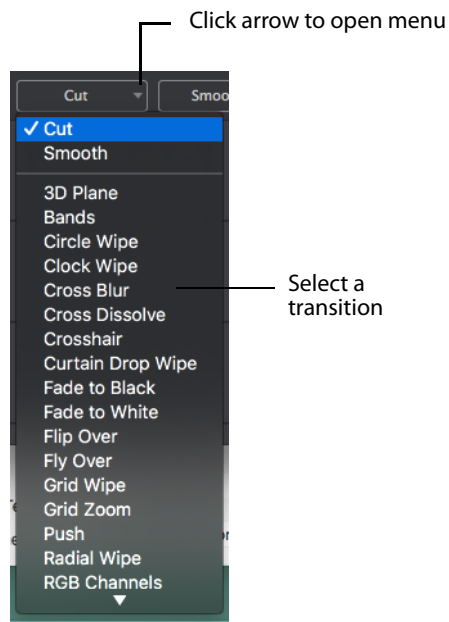 Click arrow to open menu
Cut
Smoo
✓ Cut
Smooth
3D Plane
Bands
Circle Wipe
Clock Wipe
Cross Blur
Select a
transition
Cross Dissolve
Crosshair
Curtain Drop Wipe
Fade to Black
Fade to White
Flip Over
Fly Over
Grid Wipe
Grid Zoom
Push
Radial Wipe
RGB Channels